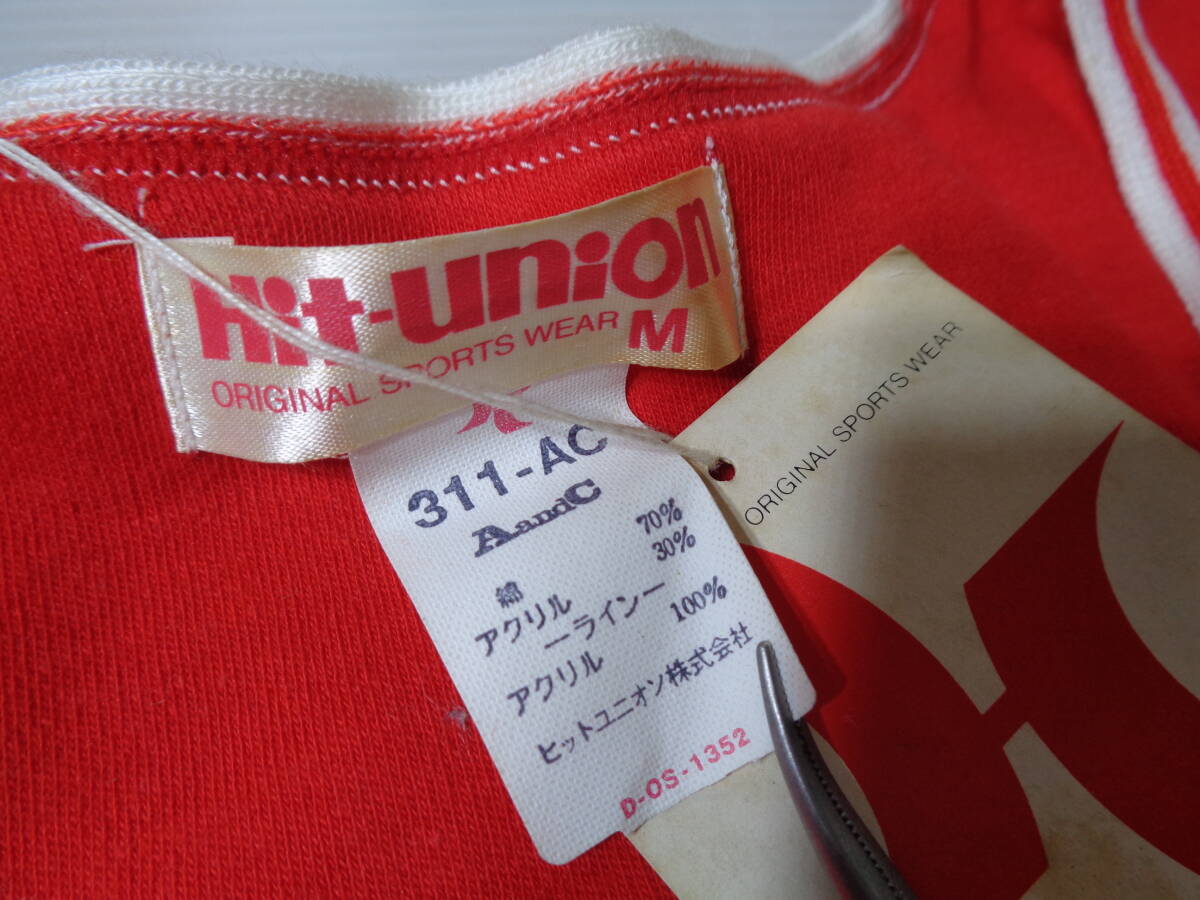 Hit-union
ORIGINAL SPORTS WEAR M
311-AC
AandC
綿 70%
アクリル 30%
ーラインー
アクリル 100%
ヒットユニオン株式会社
D-OS-1352
ORIGINAL SPORTS WEAR